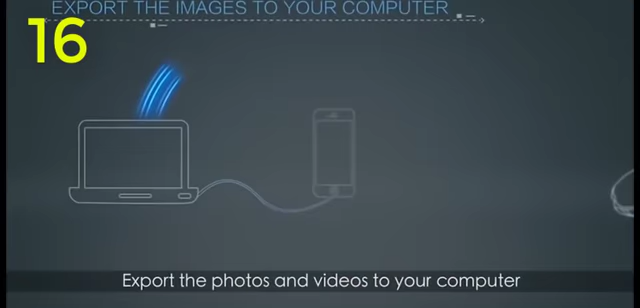 EXPORT THE IMAGES TO YOUR COMPUTER
16
Export the photos and videos to your computer